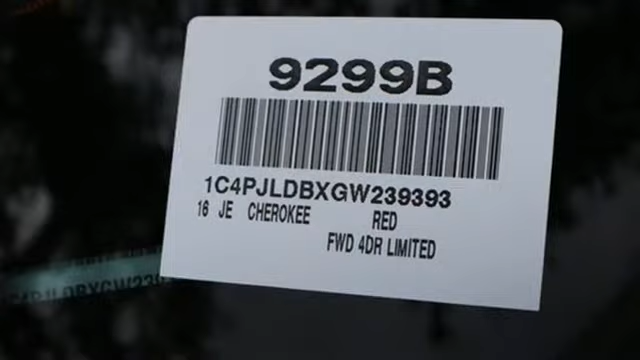 9299B
1C4PJLDBXGW239393
16 JE CHEROKEE RED
FWD 4DR LIMITED